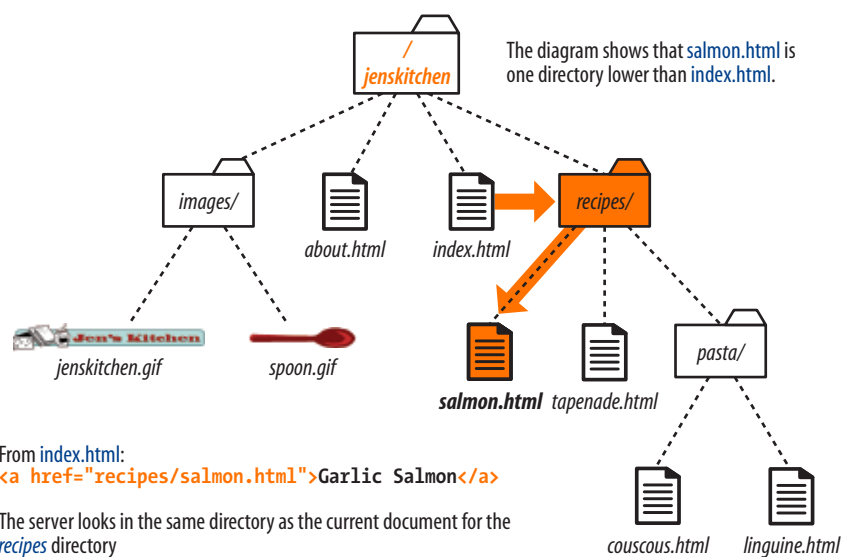 /
jenskitchen
The diagram shows that salmon.html is
one directory lower than index.html.
images/
about.html
index.html
recipes/
Jen's Kitchen
jenskitchen.gif
spoon.gif
salmon.html
tapenade.html
pasta/
From index.html:
<a href="recipes/salmon.html">Garlic Salmon</a>
The server looks in the same directory as the current document for the
recipes directory
couscous.html
linguine.html